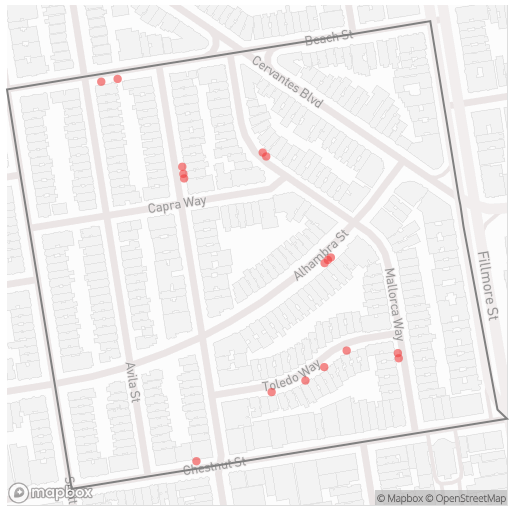 Beach St
Cervantes Blvd
Capra Way
Alhambra St
Fillmore St
Mallorca Way
Avila St
Toledo Way
Chestnut St
mapbox
© Mapbox © OpenStreetMap